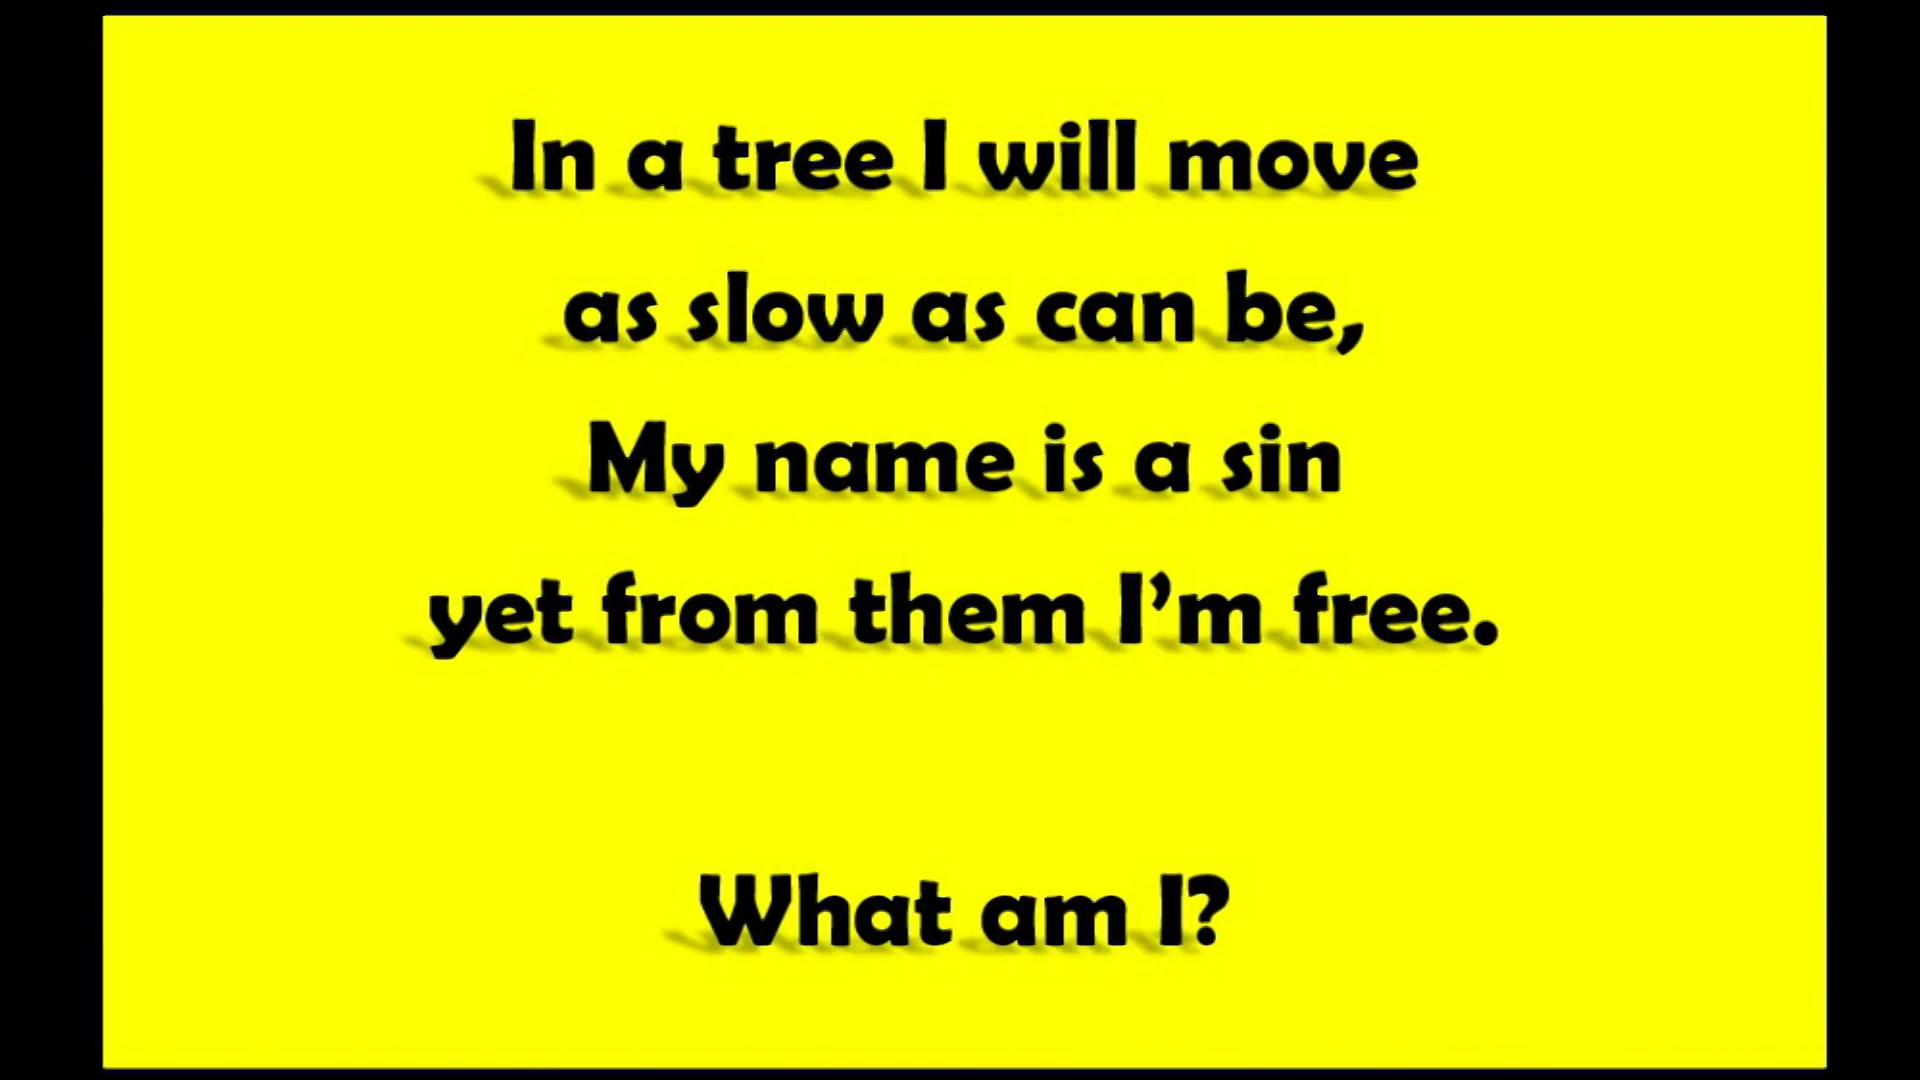 In a tree I will move
as slow as can be,
My name is a sin
yet from them I’m free.
What am I?